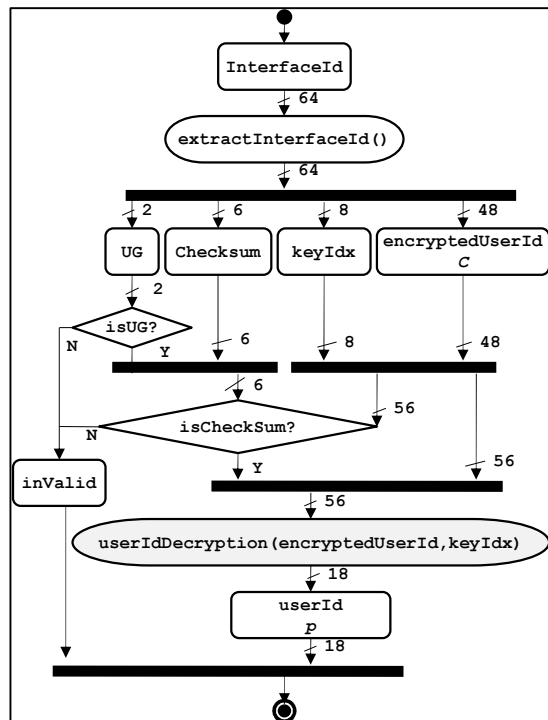 InterfaceId
64
extractInterfaceId()
64
2 6 8 48
UG Checksum keyIdx encryptedUserId
C
2
isUG?
N Y 6 8 48
6
56
isCheckSum?
N
Y 56
inValid
56
userIdDecryption(encryptedUserId,keyIdx)
18
userId
p
18